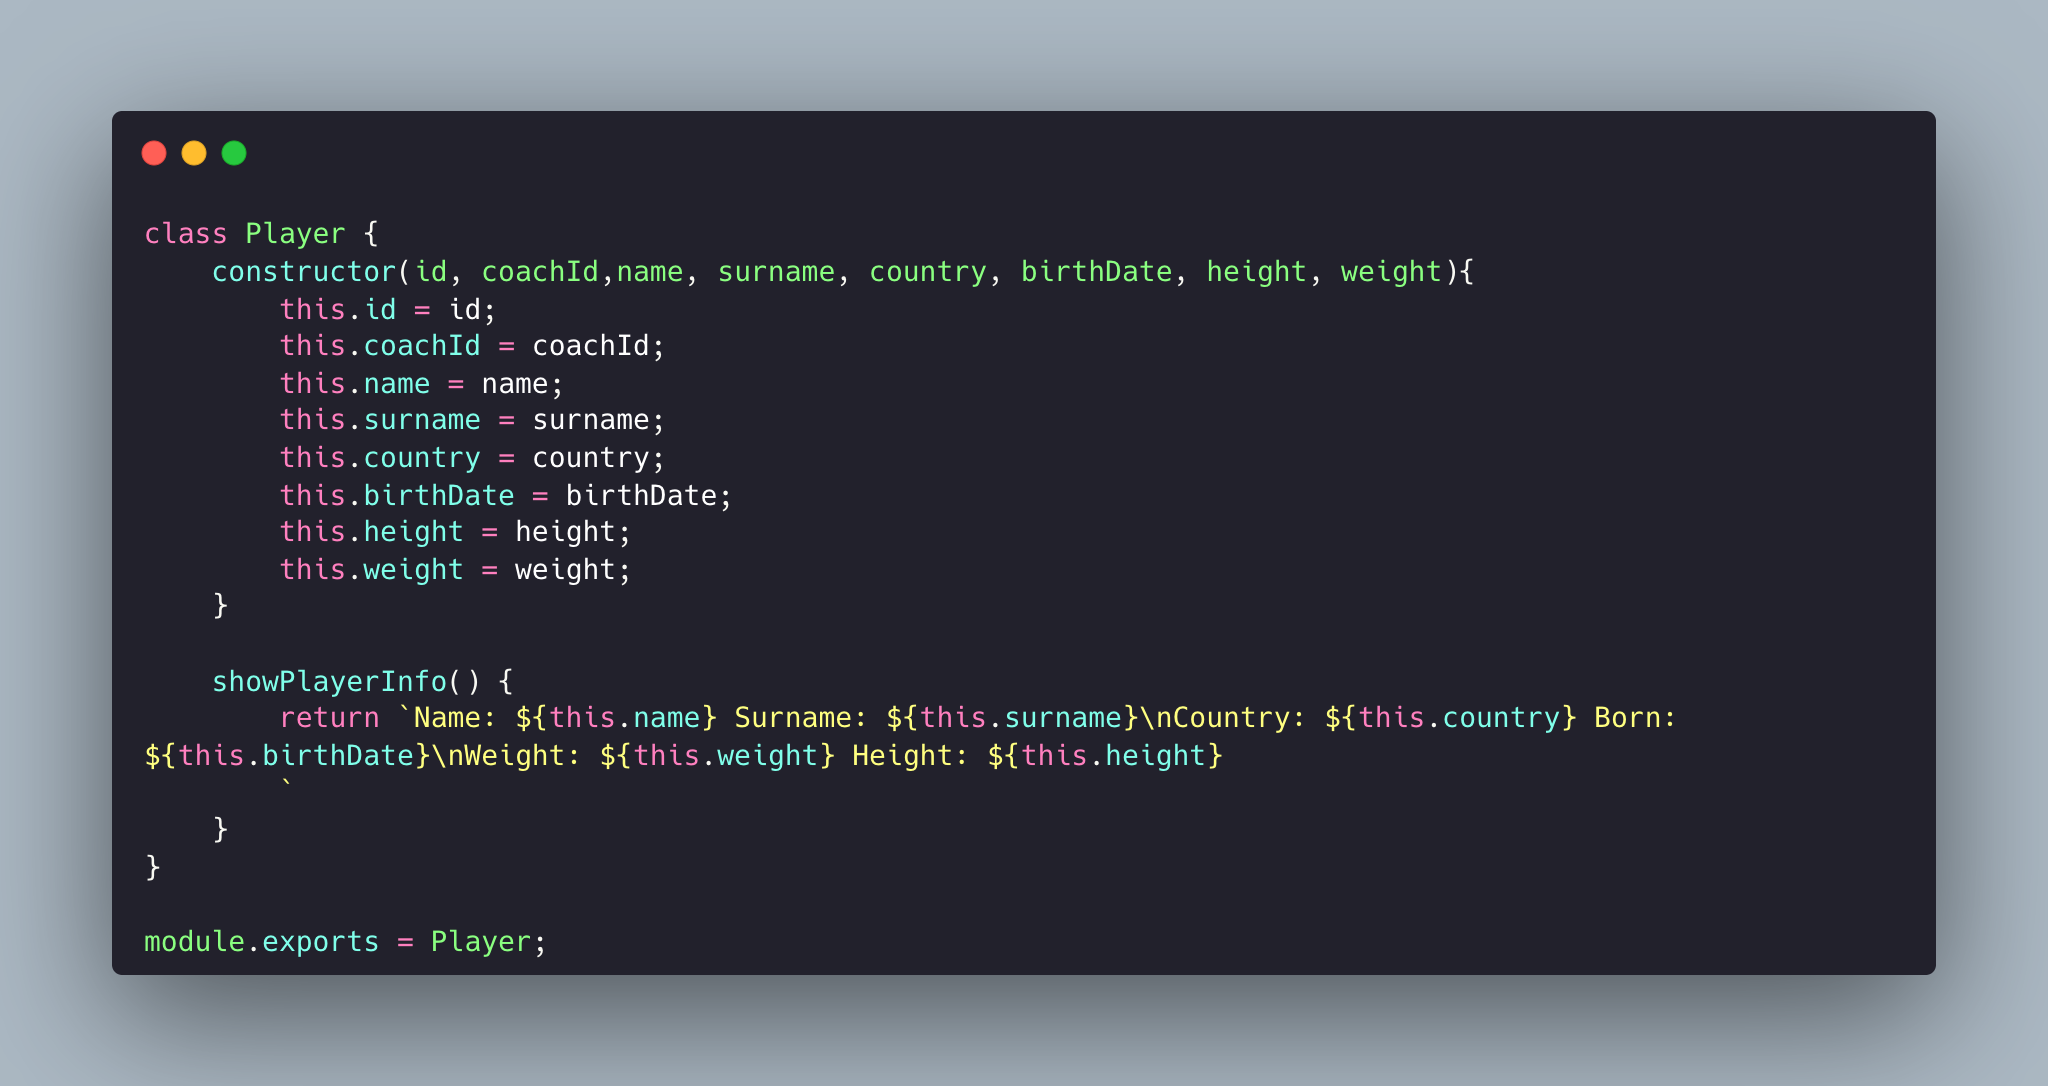 class Player {
    constructor(id, coachId,name, surname, country, birthDate, height, weight){
        this.id = id;
        this.coachId = coachId;
        this.name = name;
        this.surname = surname;
        this.country = country;
        this.birthDate = birthDate;
        this.height = height;
        this.weight = weight;
    }

    showPlayerInfo() {
        return `Name: ${this.name} Surname: ${this.surname}\nCountry: ${this.country} Born:
${this.birthDate}\nWeight: ${this.weight} Height: ${this.height}
        `
    }
}

module.exports = Player;